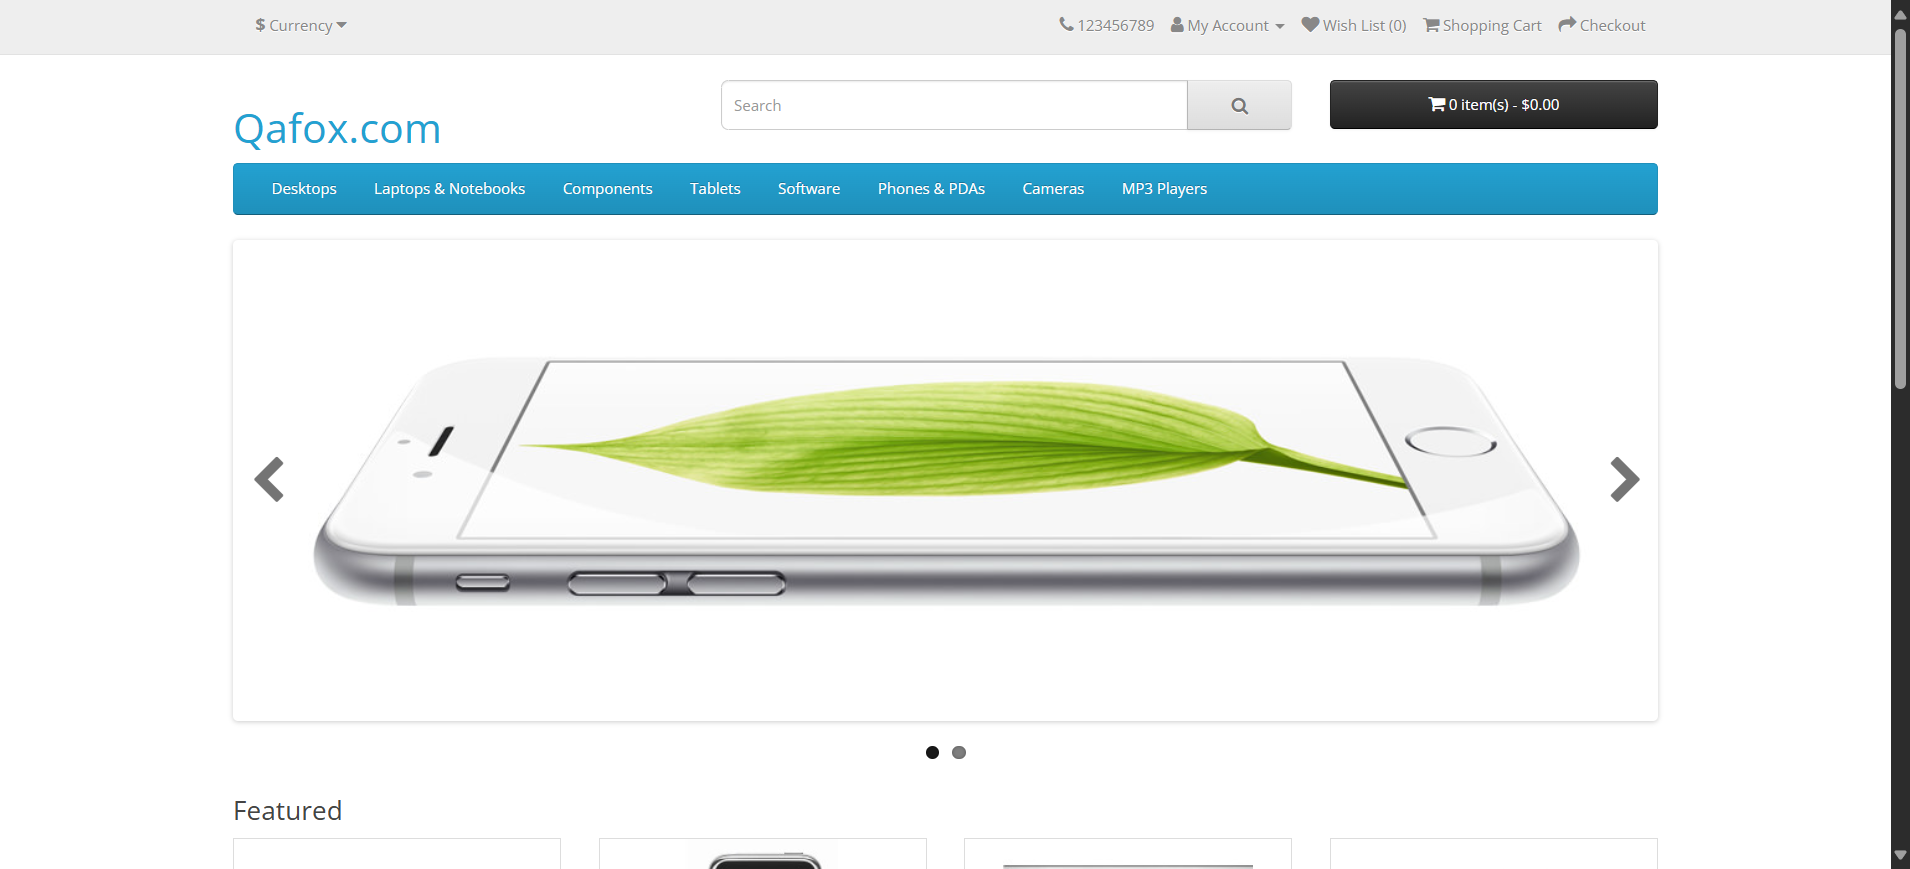 $ Currency
123456789 My Account Wish List (0) Shopping Cart Checkout
Qafox.com
Search
0 item(s) - $0.00
Desktops Laptops & Notebooks Components Tablets Software Phones & PDAs Cameras MP3 Players
Featured